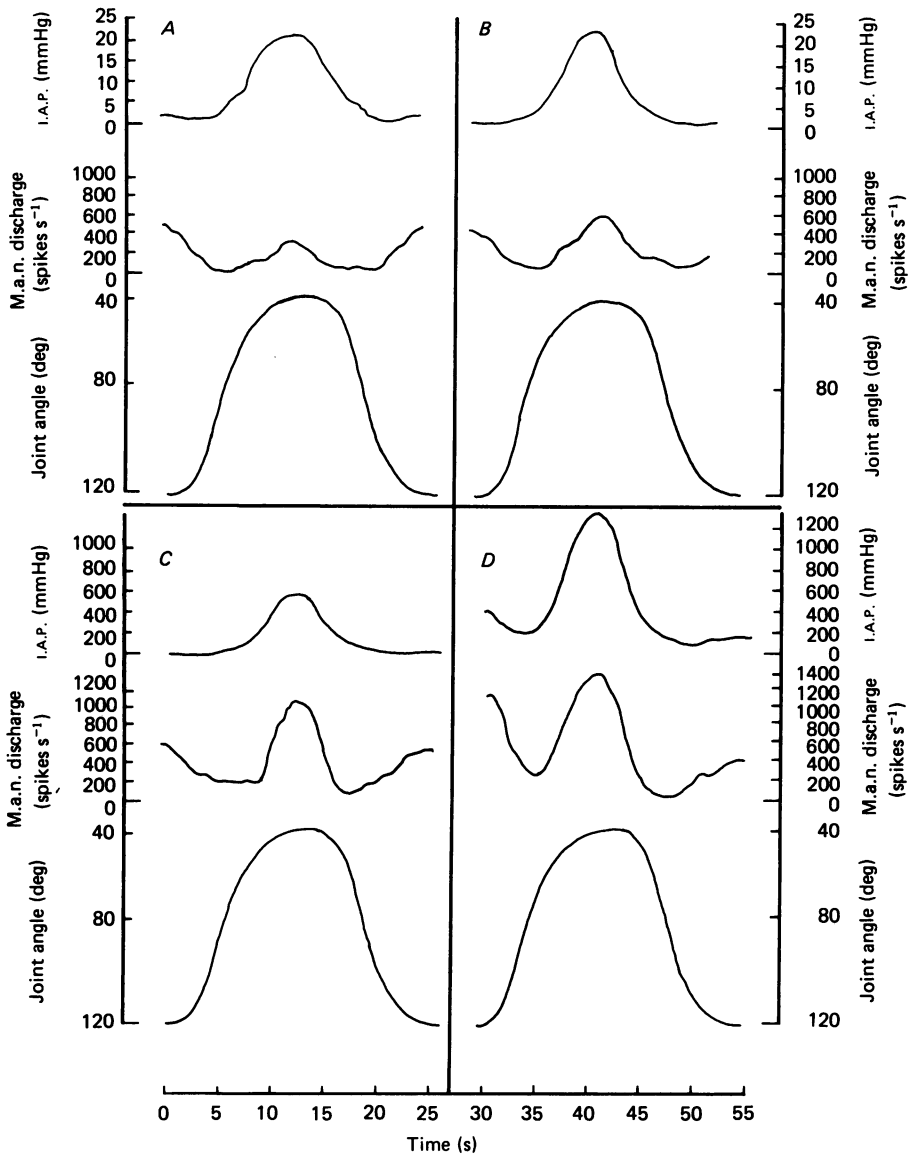 A
I.A.P. (mmHg)
25
20
15
10
5
0
M.a.n. discharge
(spikes s⁻¹)
1000
800
600
400
200
0
Joint angle (deg)
40
80
120
B
25
20
15
10
5
0
I.A.P. (mmHg)
1000
800
600
400
200
0
M.a.n. discharge
(spikes s⁻¹)
40
80
120
Joint angle (deg)
C
I.A.P. (mmHg)
1000
800
600
400
200
0
M.a.n. discharge
(spikes s⁻¹)
1200
1000
800
600
400
200
0
Joint angle (deg)
40
80
120
D
1200
1000
800
600
400
200
0
I.A.P. (mmHg)
1400
1200
1000
800
600
400
200
0
M.a.n. discharge
(spikes s⁻¹)
40
80
120
Joint angle (deg)
0 5 10 15 20 25 30 35 40 45 50 55
Time (s)